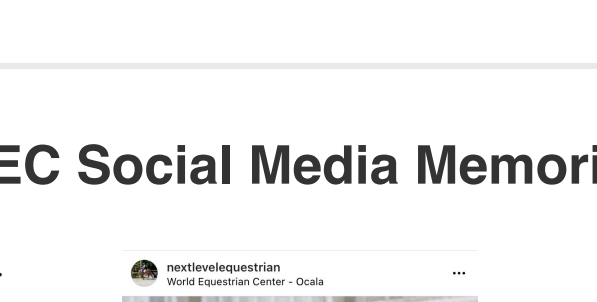 EC Social Media Memori
nextlevelequestrian
World Equestrian Center - Ocala